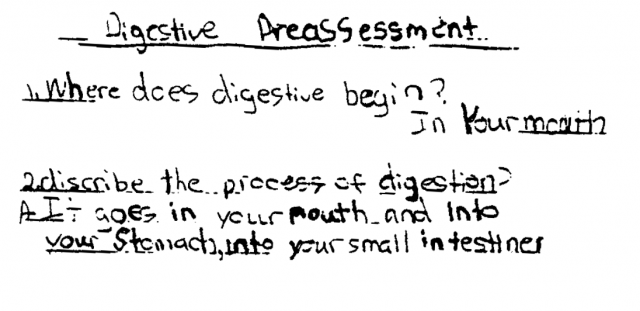 Digestive Preassessment
1. Where does digestive begin?
In Your mouth
2. discribe the process of digestion?
A. It goes in your mouth and into
your Stomach, into your small intestines